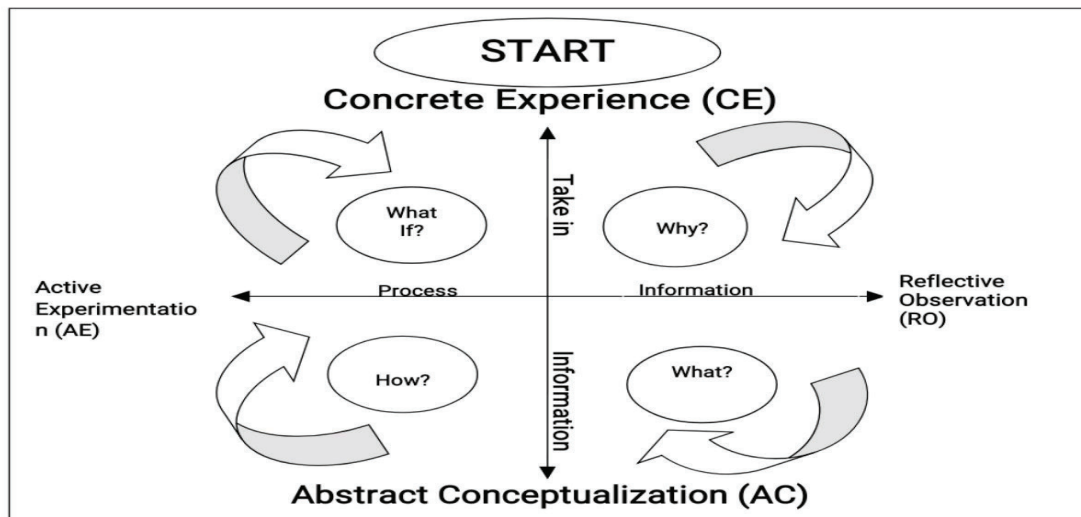 START
Concrete Experience (CE)
Take in
What
If?
Why?
Active
Experimentatio
n (AE)
Process
Information
Reflective
Observation
(RO)
How?
Information
What?
Abstract Conceptualization (AC)